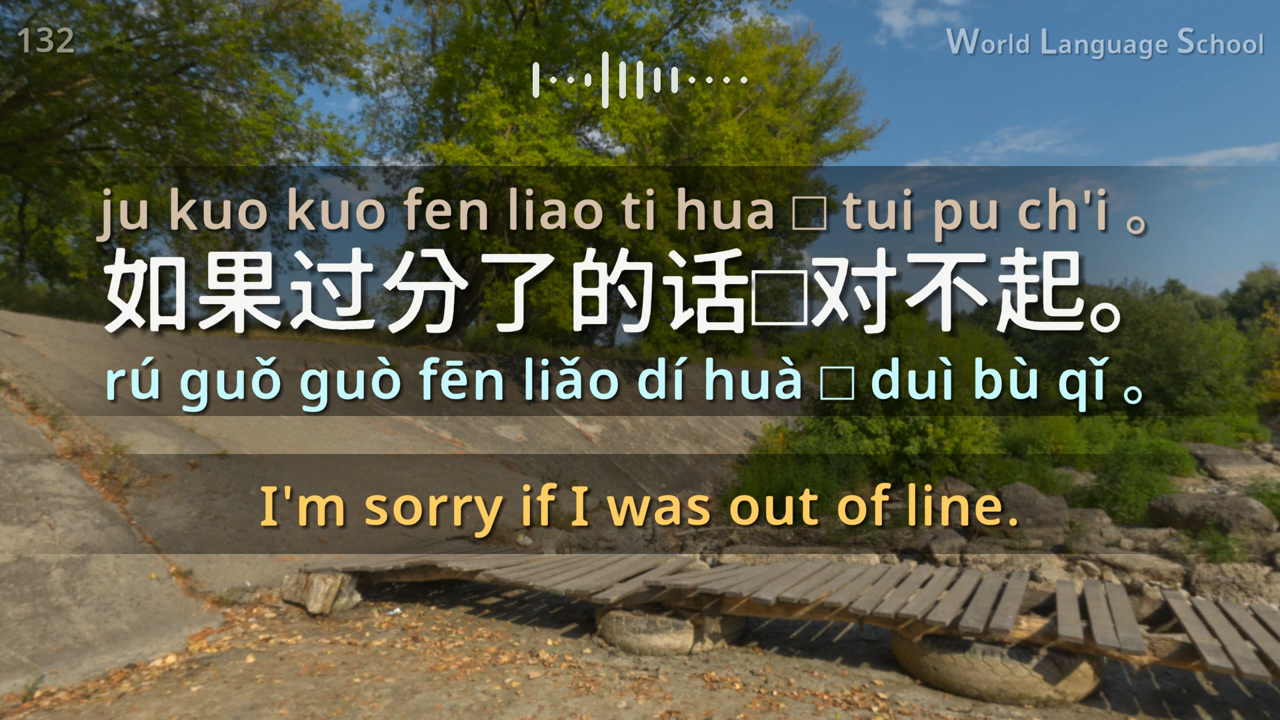 132
World Language School
ju kuo kuo fen liao ti hua □ tui pu ch'i 。
如果过分了的话□对不起。
rú guǒ guò fēn liǎo dí huà □ duì bù qǐ 。
I'm sorry if I was out of line.